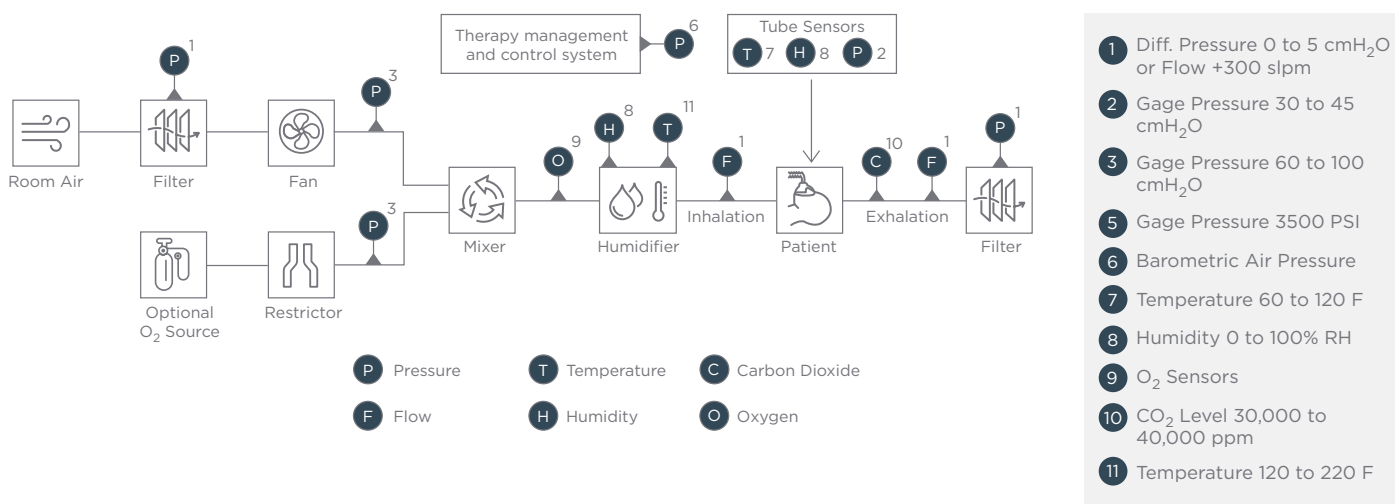 Therapy management
and control system
P
6
Tube Sensors
T
7
H
8
P
2
P
1
P
3
Room Air
Filter
Fan
P
3
Optional
O2 Source
Restrictor
Mixer
O
9
H
8
T
11
Humidifier
F
1
Inhalation
Patient
C
10
F
1
Exhalation
P
1
Filter
P Pressure
T Temperature
C Carbon Dioxide
F Flow
H Humidity
O Oxygen
1 Diff. Pressure 0 to 5 cmH2O
or Flow +300 slpm
2 Gage Pressure 30 to 45
cmH2O
3 Gage Pressure 60 to 100
cmH2O
5 Gage Pressure 3500 PSI
6 Barometric Air Pressure
7 Temperature 60 to 120 F
8 Humidity 0 to 100% RH
9 O2 Sensors
10 CO2 Level 30,000 to
40,000 ppm
11 Temperature 120 to 220 F